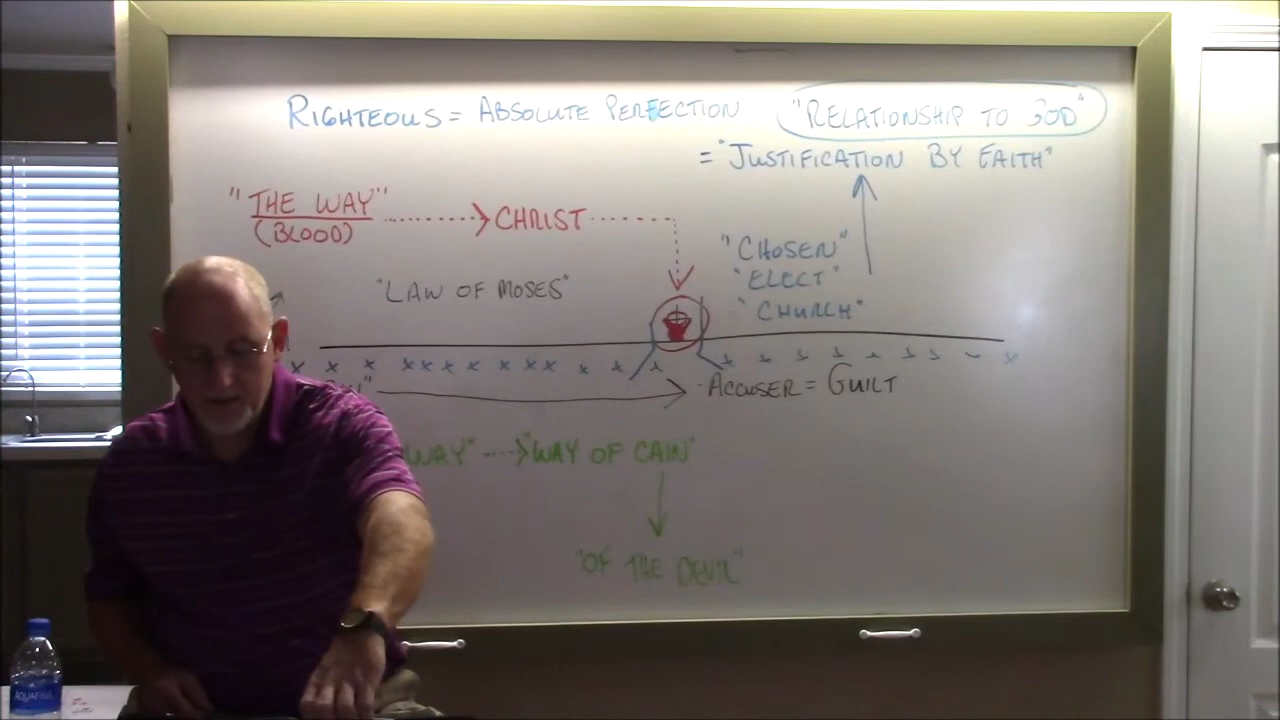 RIGHTEOUS = ABSOLUTE PERFECTION "RELATIONSHIP TO GOD"
= "JUSTIFICATION BY FAITH"
"THE WAY" CHRIST
(BLOOD)
"CHOSEN"
"ELECT"
"CHURCH"
"LAW OF MOSES"
ACCUSER = GUILT
WAY" "WAY OF CAIN"
"OF THE DEVIL"
AQUAFINA